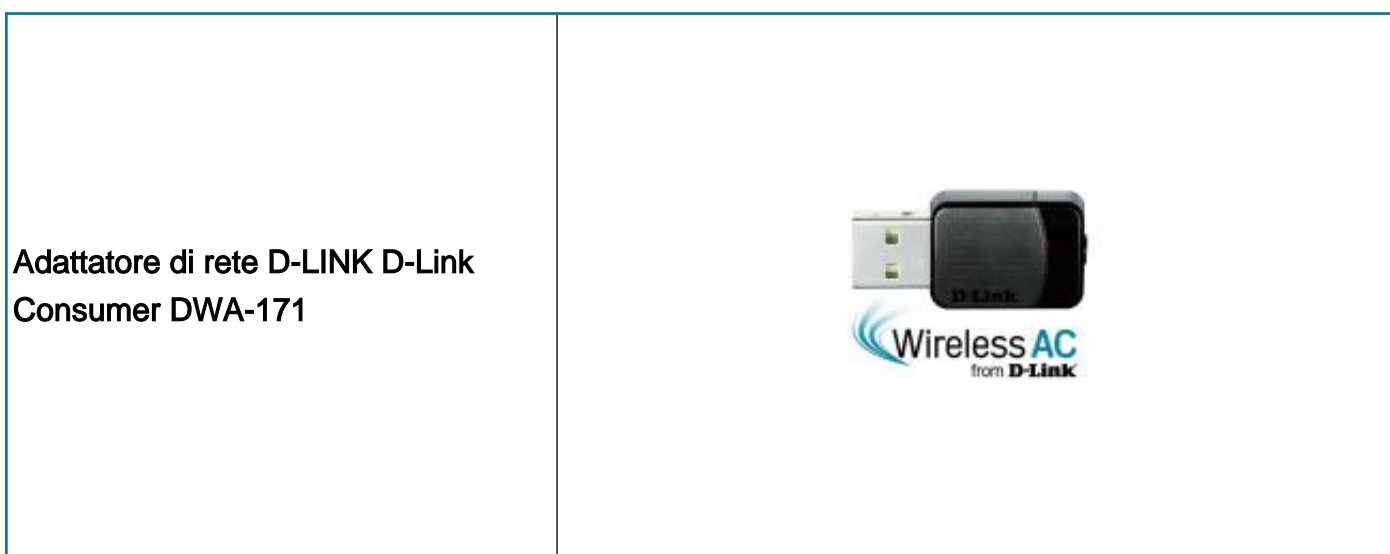 Adattatore di rete D-LINK D-Link
Consumer DWA-171
D-Link
Wireless AC
from D-Link